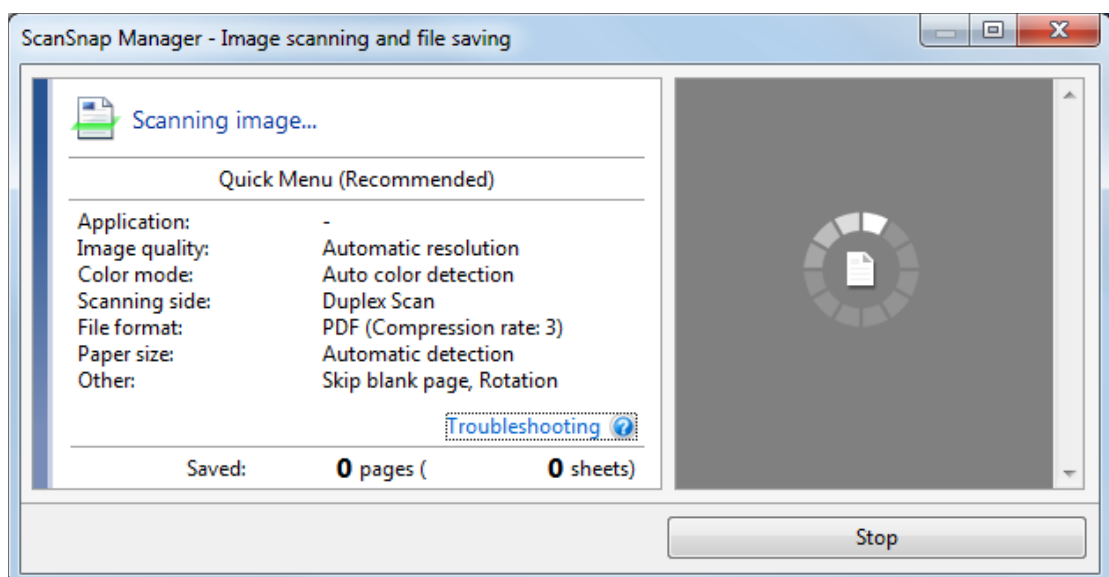 ScanSnap Manager - Image scanning and file saving
Scanning image...
Quick Menu (Recommended)
Application: -
Image quality: Automatic resolution
Color mode: Auto color detection
Scanning side: Duplex Scan
File format: PDF (Compression rate: 3)
Paper size: Automatic detection
Other: Skip blank page, Rotation
Troubleshooting ?
Saved: 0 pages ( 0 sheets)
Stop